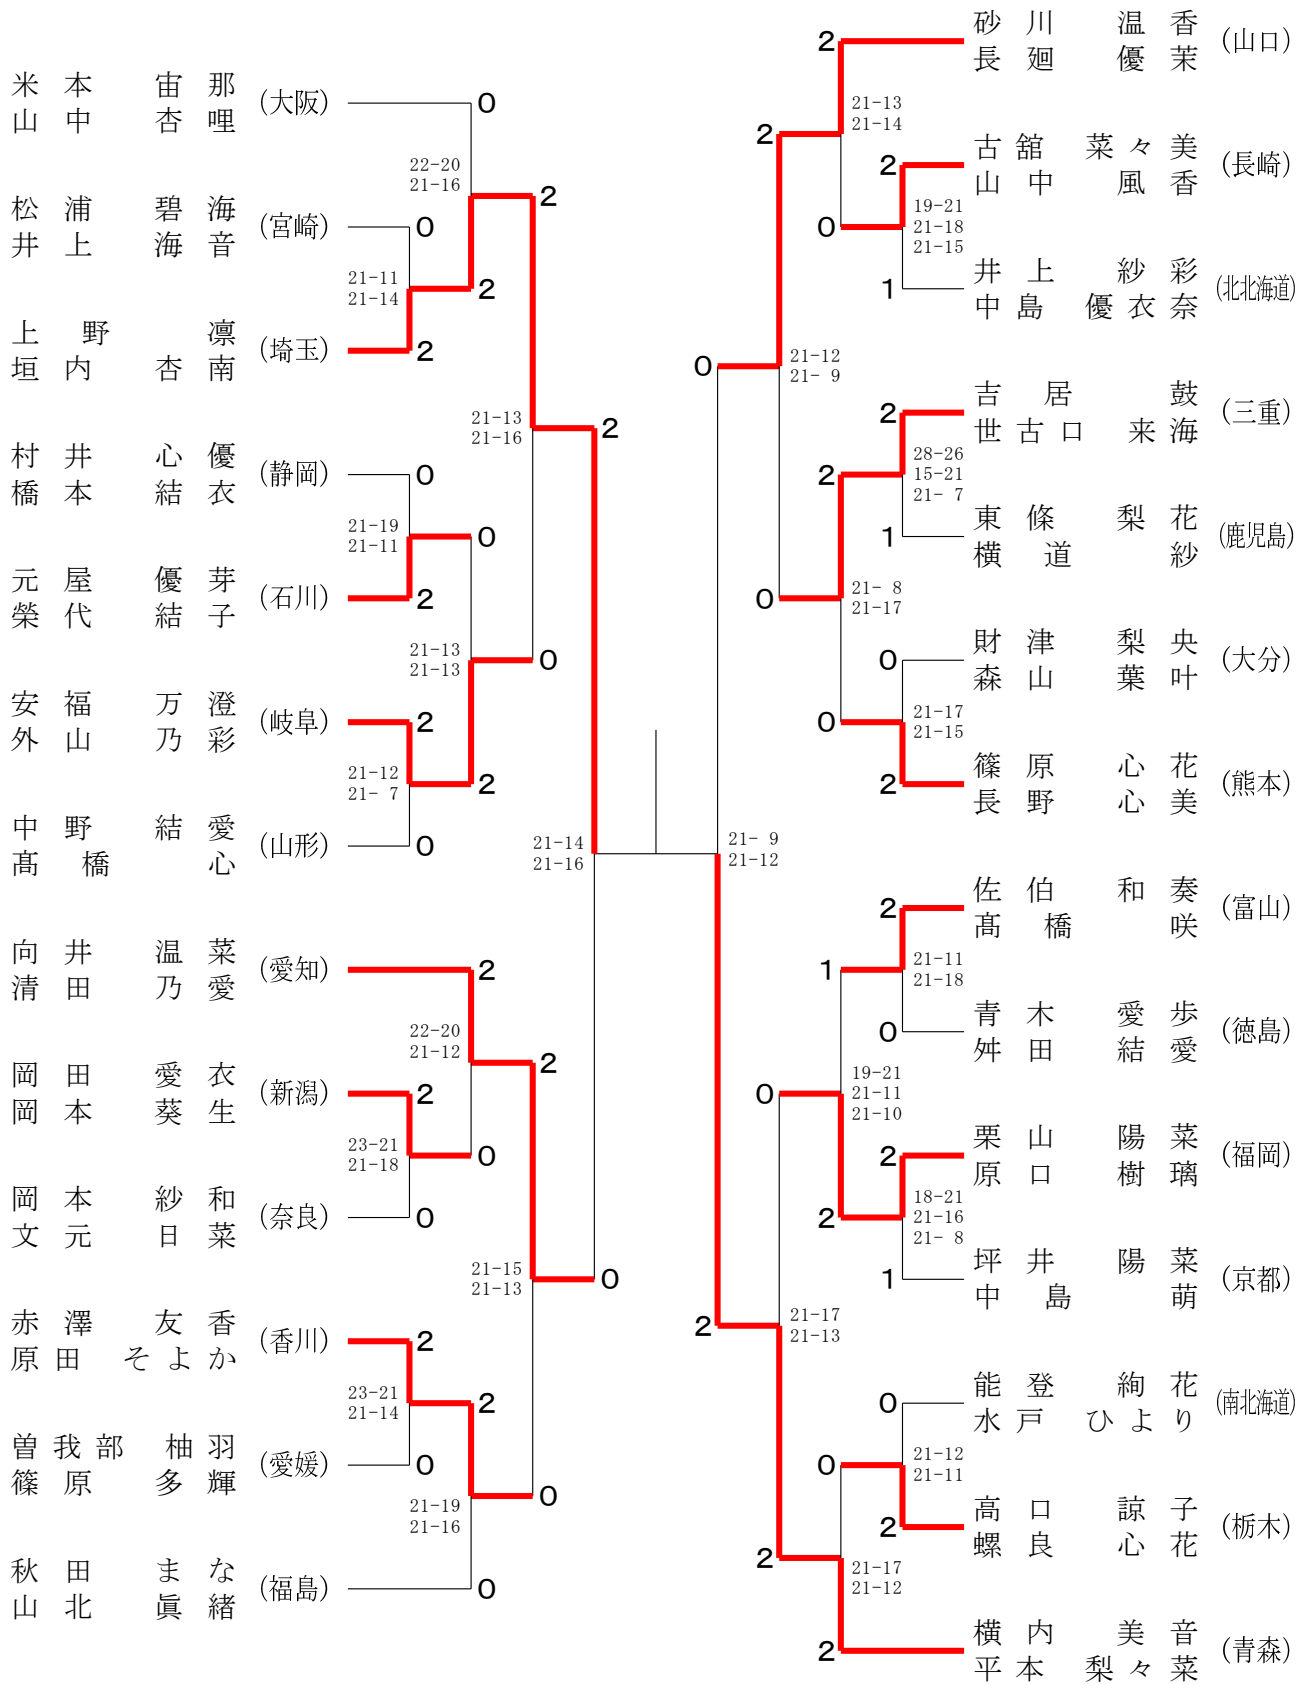 米本 宙那
山中 杏哩
(大阪)
0
22-20
21-16
2
松浦 碧海
井上 海音
(宮崎)
0
21-11
21-14
2
上野 凛
垣内 杏南
(埼玉)
2
21-13
21-16
2
村井 心優
橋本 結衣
(静岡)
0
21-19
21-11
0
元屋 優芽
榮代 結子
(石川)
2
21-13
21-13
0
安福 万澄
外山 乃彩
(岐阜)
2
21-12
21- 7
2
中野 結愛
髙橋 心
(山形)
0
21-14
21-16
向井 温菜
清田 乃愛
(愛知)
2
22-20
21-12
2
岡田 愛衣
岡本 葵生
(新潟)
2
23-21
21-18
0
岡本 紗和
文元 日菜
(奈良)
0
21-15
21-13
0
赤澤 友香
原田 そよか
(香川)
2
23-21
21-14
2
曽我部 柚羽
篠原 多輝
(愛媛)
0
21-19
21-16
0
秋田 まな
山北 眞緒
(福島)
0
砂川 温香
長廻 優茉
(山口)
2
21-13
21-14
2
古舘 菜々美
山中 風香
(長崎)
2
19-21
21-18
21-15
0
井上 紗彩
中島 優衣奈
(北北海道)
1
21-12
21- 9
0
吉居 鼓
世古口 来海
(三重)
2
28-26
15-21
21- 7
2
東條 梨花
横道 紗
(鹿児島)
1
21- 8
21-17
0
財津 梨央
森山 葉叶
(大分)
0
21-17
21-15
0
篠原 心花
長野 心美
(熊本)
2
21- 9
21-12
佐伯 和奏
髙橋 咲
(富山)
2
21-11
21-18
1
青木 愛歩
舛田 結愛
(徳島)
0
19-21
21-11
21-10
0
栗山 陽菜
原口 樹璃
(福岡)
2
18-21
21-16
21- 8
2
坪井 陽菜
中島 萌
(京都)
1
21-17
21-13
2
能登 絢花
水戸 ひより
(南北海道)
0
21-12
21-11
0
高口 諒子
螺良 心花
(栃木)
2
21-17
21-12
2
横内 美音
平本 梨々菜
(青森)
2